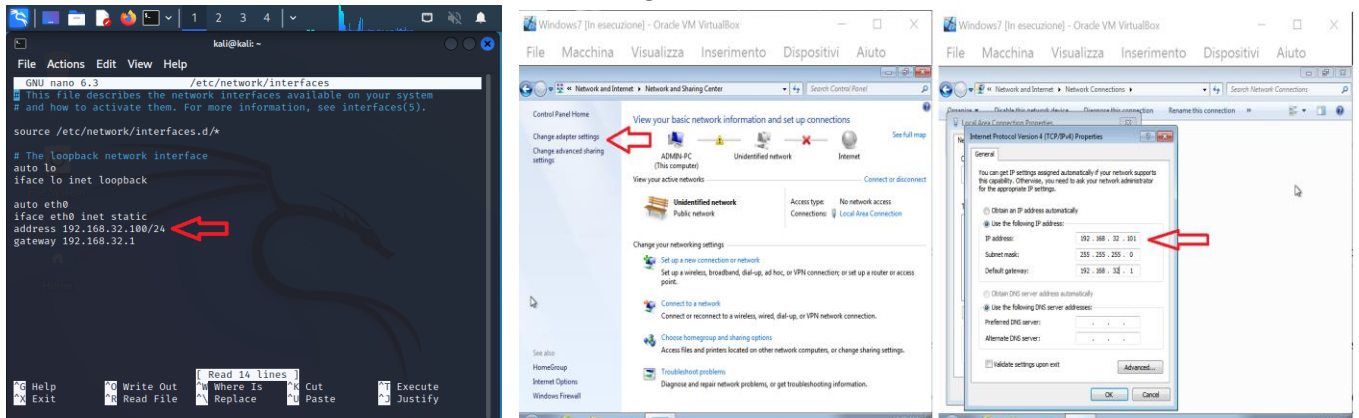 1 2 3 4
kali@kali: ~
File Actions Edit View Help
GNU nano 6.3 /etc/network/interfaces
# This file describes the network interfaces available on your system
# and how to activate them. For more information, see interfaces(5).
source /etc/network/interfaces.d/*
# The loopback network interface
auto lo
iface lo inet loopback
auto eth0
iface eth0 inet static
address 192.168.32.100/24
gateway 192.168.32.1
[ Read 14 lines ]
^G Help ^O Write Out ^W Where Is ^K Cut ^T Execute
^X Exit ^R Read File ^\ Replace ^U Paste ^J Justify
Windows7 [In esecuzione] - Oracle VM VirtualBox
File Macchina Visualizza Inserimento Dispositivi Aiuto
« Network and Internet ▸ Network and Sharing Center
Search Control Panel
Control Panel Home
Change adapter settings
Change advanced sharing
settings
See also
HomeGroup
Internet Options
Windows Firewall
View your basic network information and set up connections
See full map
ADMIN-PC
(This computer)
Unidentified network
Internet
View your active networks
Connect or disconnect
Unidentified network
Public network
Access type: No network access
Connections: Local Area Connection
Change your networking settings
Set up a new connection or network
Set up a wireless, broadband, dial-up, ad hoc, or VPN connection; or set up a router or access
point.
Connect to a network
Connect or reconnect to a wireless, wired, dial-up, or VPN network connection.
Choose homegroup and sharing options
Access files and printers located on other network computers, or change sharing settings.
Troubleshoot problems
Diagnose and repair network problems, or get troubleshooting information.
Windows7 [In esecuzione] - Oracle VM VirtualBox
File Macchina Visualizza Inserimento Dispositivi Aiuto
« Network and Internet ▸ Network Connections ▸
Search Network Connections
Organize Disable this network device Diagnose this connection Rename this connection »
Local Area Connection Properties
Internet Protocol Version 4 (TCP/IPv4) Properties
General
You can get IP settings assigned automatically if your network supports
this capability. Otherwise, you need to ask your network administrator
for the appropriate IP settings.
Obtain an IP address automatically
Use the following IP address:
IP address: 192 . 168 . 32 . 101
Subnet mask: 255 . 255 . 255 . 0
Default gateway: 192 . 168 . 32 . 1
Obtain DNS server address automatically
Use the following DNS server addresses:
Preferred DNS server: . . .
Alternate DNS server: . . .
Validate settings upon exit
Advanced...
OK Cancel